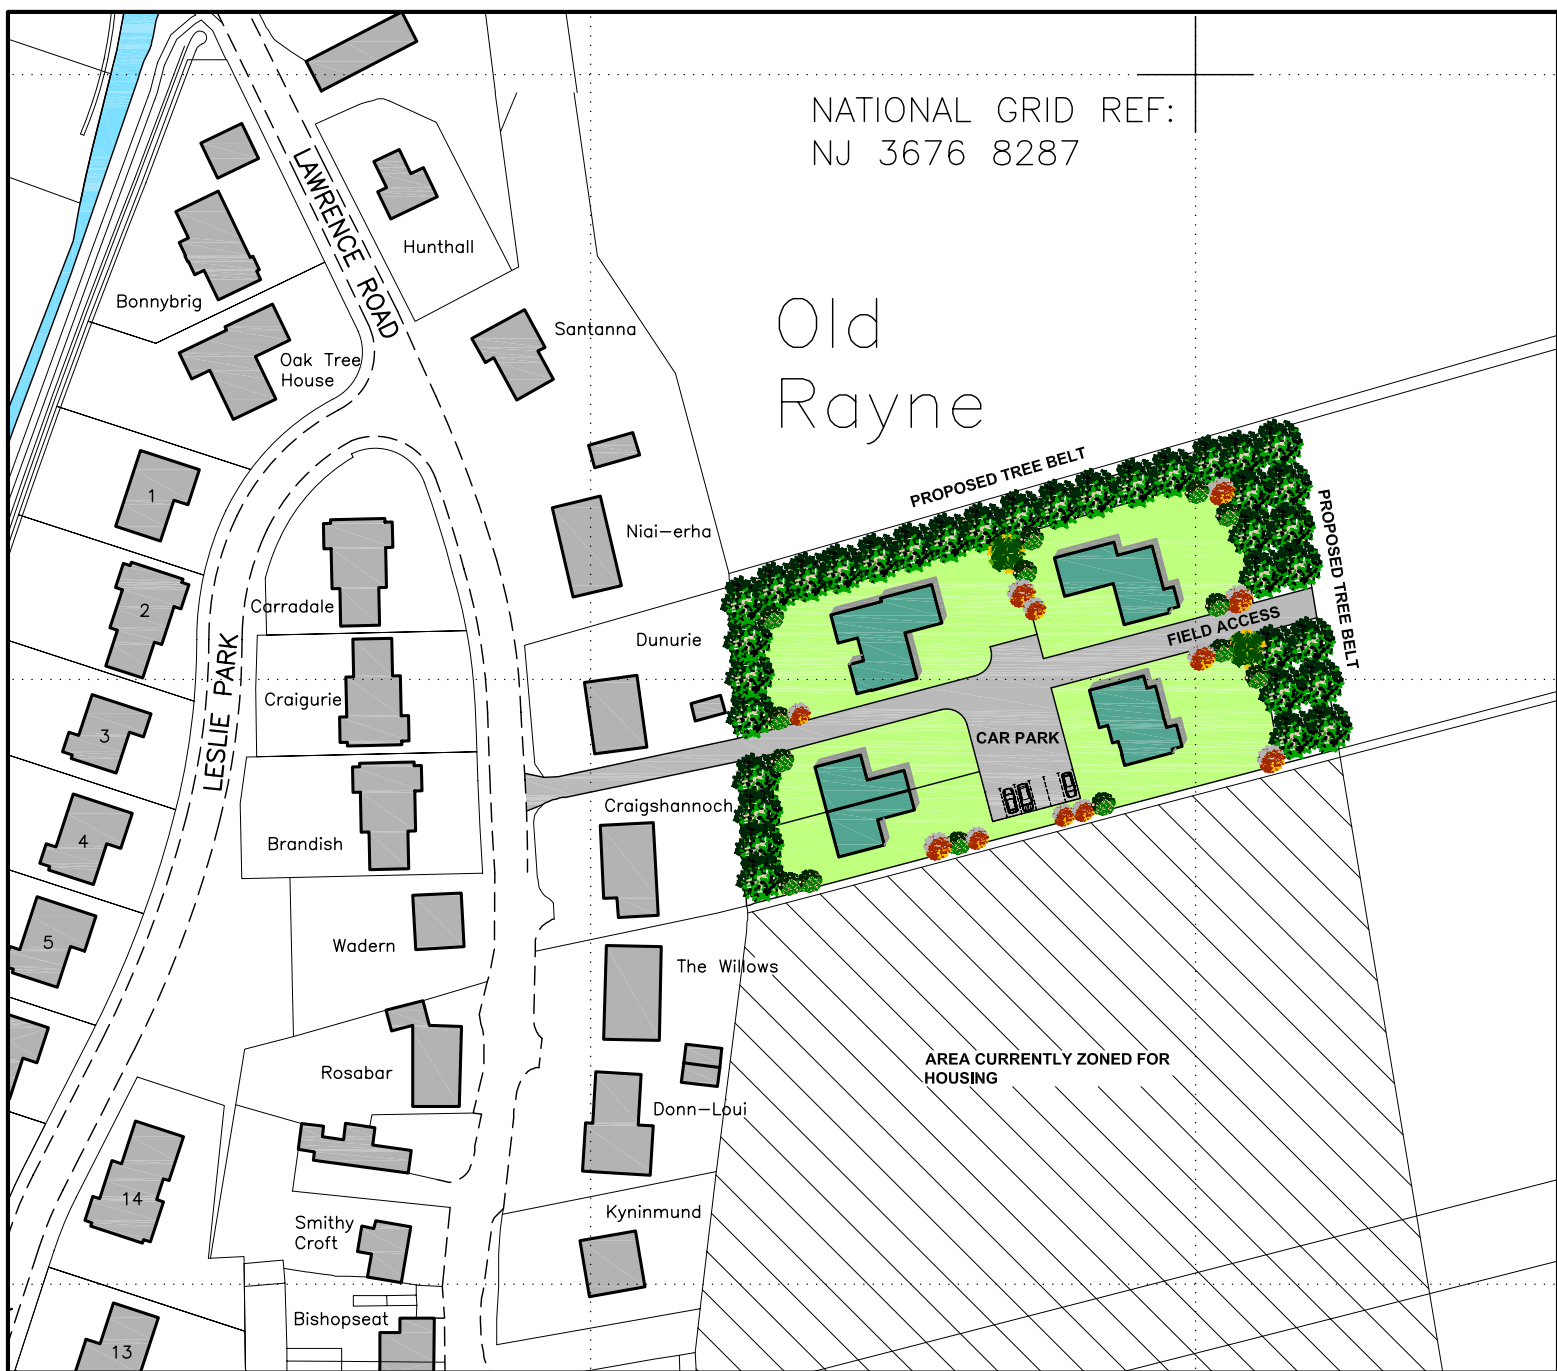 NATIONAL GRID REF:
NJ 3676 8287
LAWRENCE ROAD
Hunthall
Bonnybrig
Santanna
Old
Rayne
Oak Tree
House
PROPOSED TREE BELT
PROPOSED TREE BELT
1
Niai-erha
2
Carradale
LESLIE PARK
Dunurie
FIELD ACCESS
Craigurie
3
CAR PARK
Craigshannoch
4
Brandish
5
Wadern
The Willows
Rosabar
AREA CURRENTLY ZONED FOR
HOUSING
Donn-Loui
14
Smithy
Croft
Kyninmund
Bishopseat
13